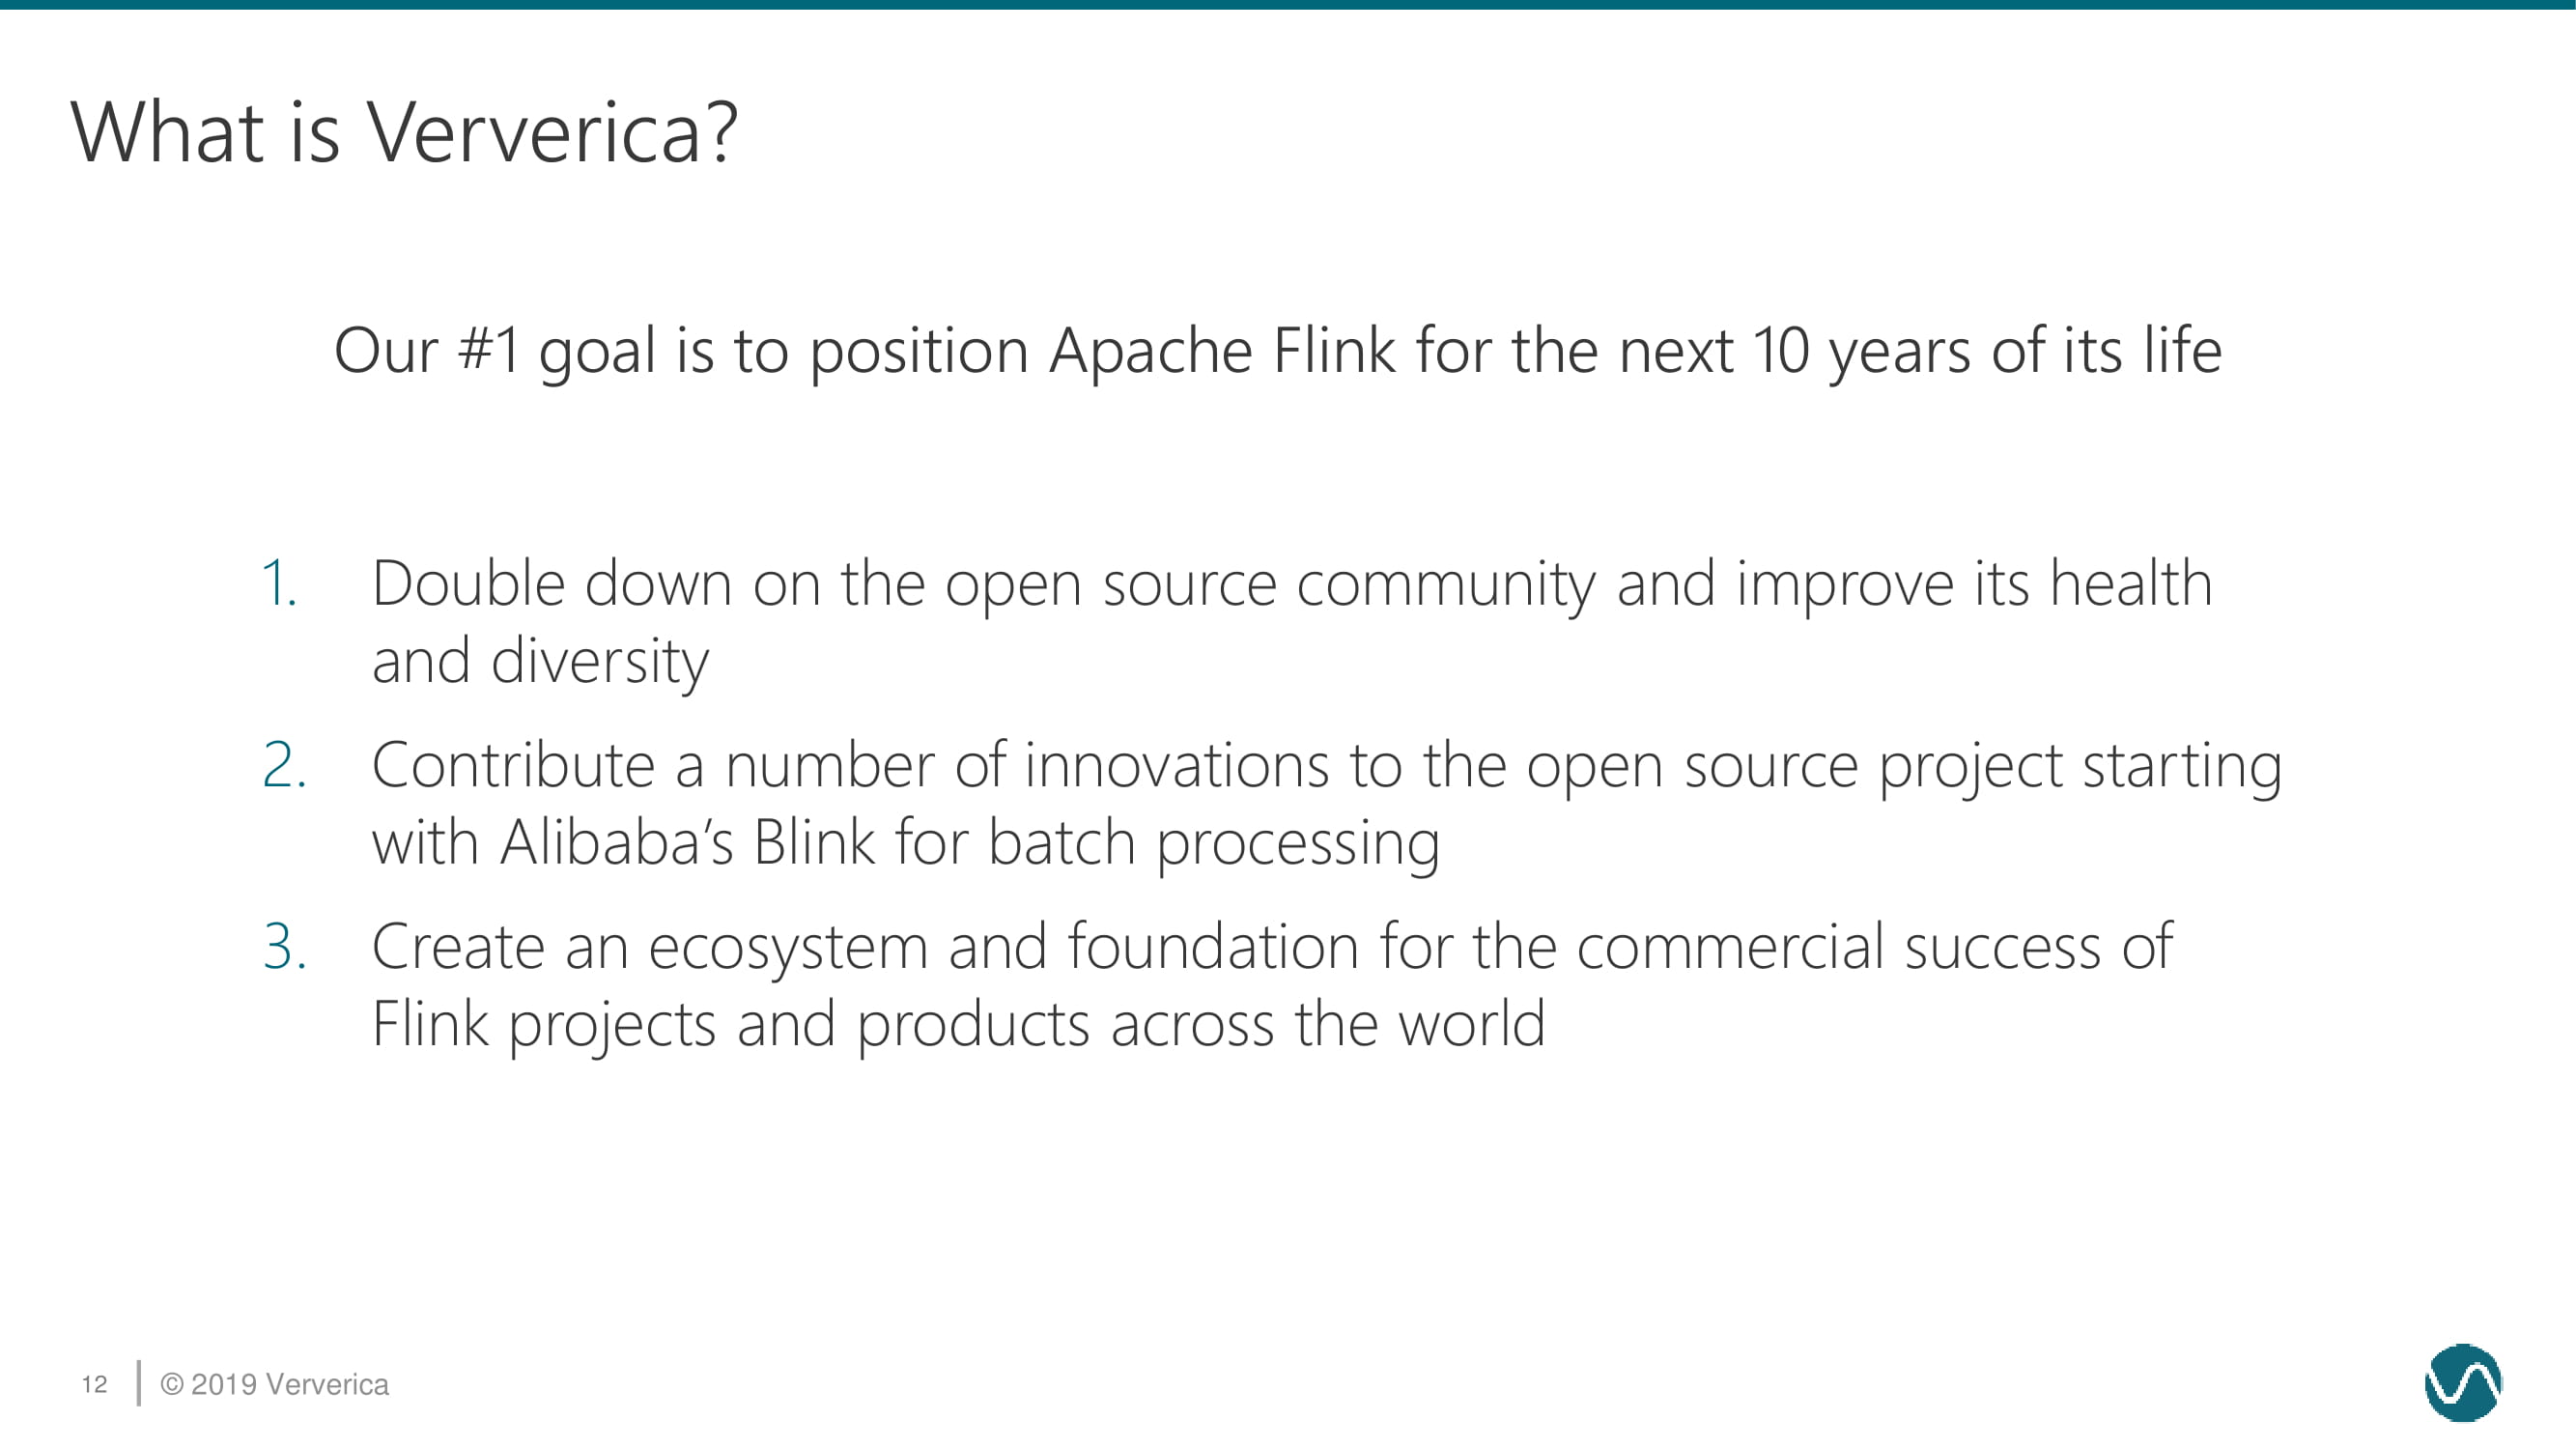 What is Ververica?
Our #1 goal is to position Apache Flink for the next 10 years of its life
1. Double down on the open source community and improve its health
and diversity
2. Contribute a number of innovations to the open source project starting
with Alibaba’s Blink for batch processing
3. Create an ecosystem and foundation for the commercial success of
Flink projects and products across the world
12 © 2019 Ververica